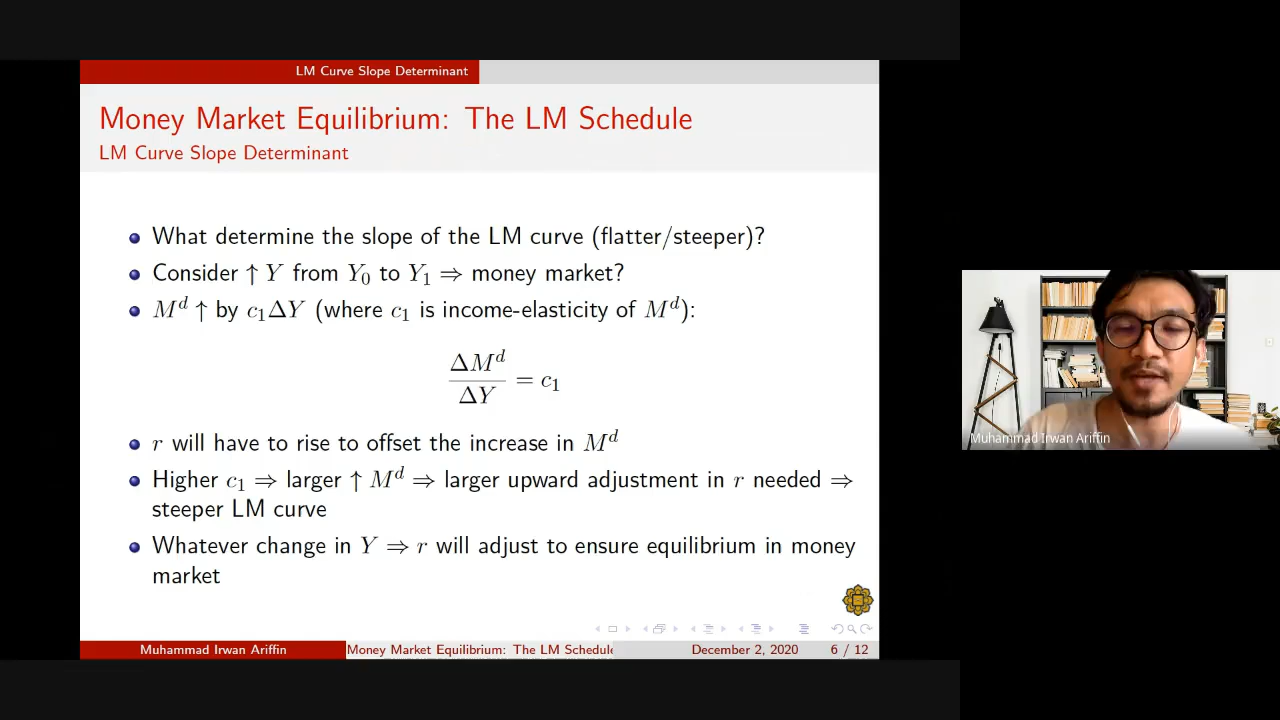 LM Curve Slope Determinant
Money Market Equilibrium: The LM Schedule
LM Curve Slope Determinant
What determine the slope of the LM curve (flatter/steeper)?
Consider ↑ Y from Y₀ to Y₁ ⇒ money market?
Mᵈ ↑ by c₁ΔY (where c₁ is income-elasticity of Mᵈ):
ΔMᵈ
ΔY
= c₁
r will have to rise to offset the increase in Mᵈ
Higher c₁ ⇒ larger ↑ Mᵈ ⇒ larger upward adjustment in r needed ⇒
steeper LM curve
Whatever change in Y ⇒ r will adjust to ensure equilibrium in money
market
Muhammad Irwan Ariffin
Money Market Equilibrium: The LM Schedule
December 2, 2020
6 / 12
Muhammad Irwan Ariffin